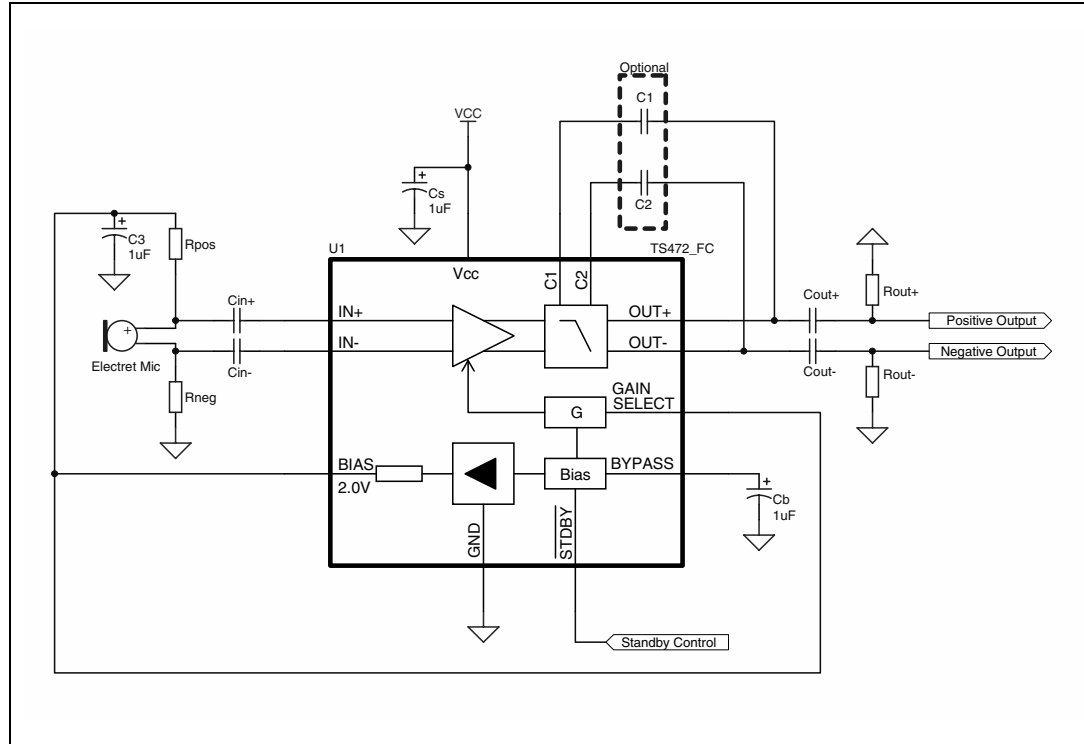 Optional
C1
VCC
C2
Cs
1uF
C3
1uF
Rpos
U1
TS472_FC
Vcc
C1
C2
Cin+
IN+
OUT+
Cout+
Rout+
Positive Output
IN-
OUT-
Negative Output
Electret Mic
Cin-
Cout-
Rout-
Rneg
GAIN
SELECT
G
BIAS
2.0V
Bias
BYPASS
Cb
1uF
GND
STDBY
Standby Control